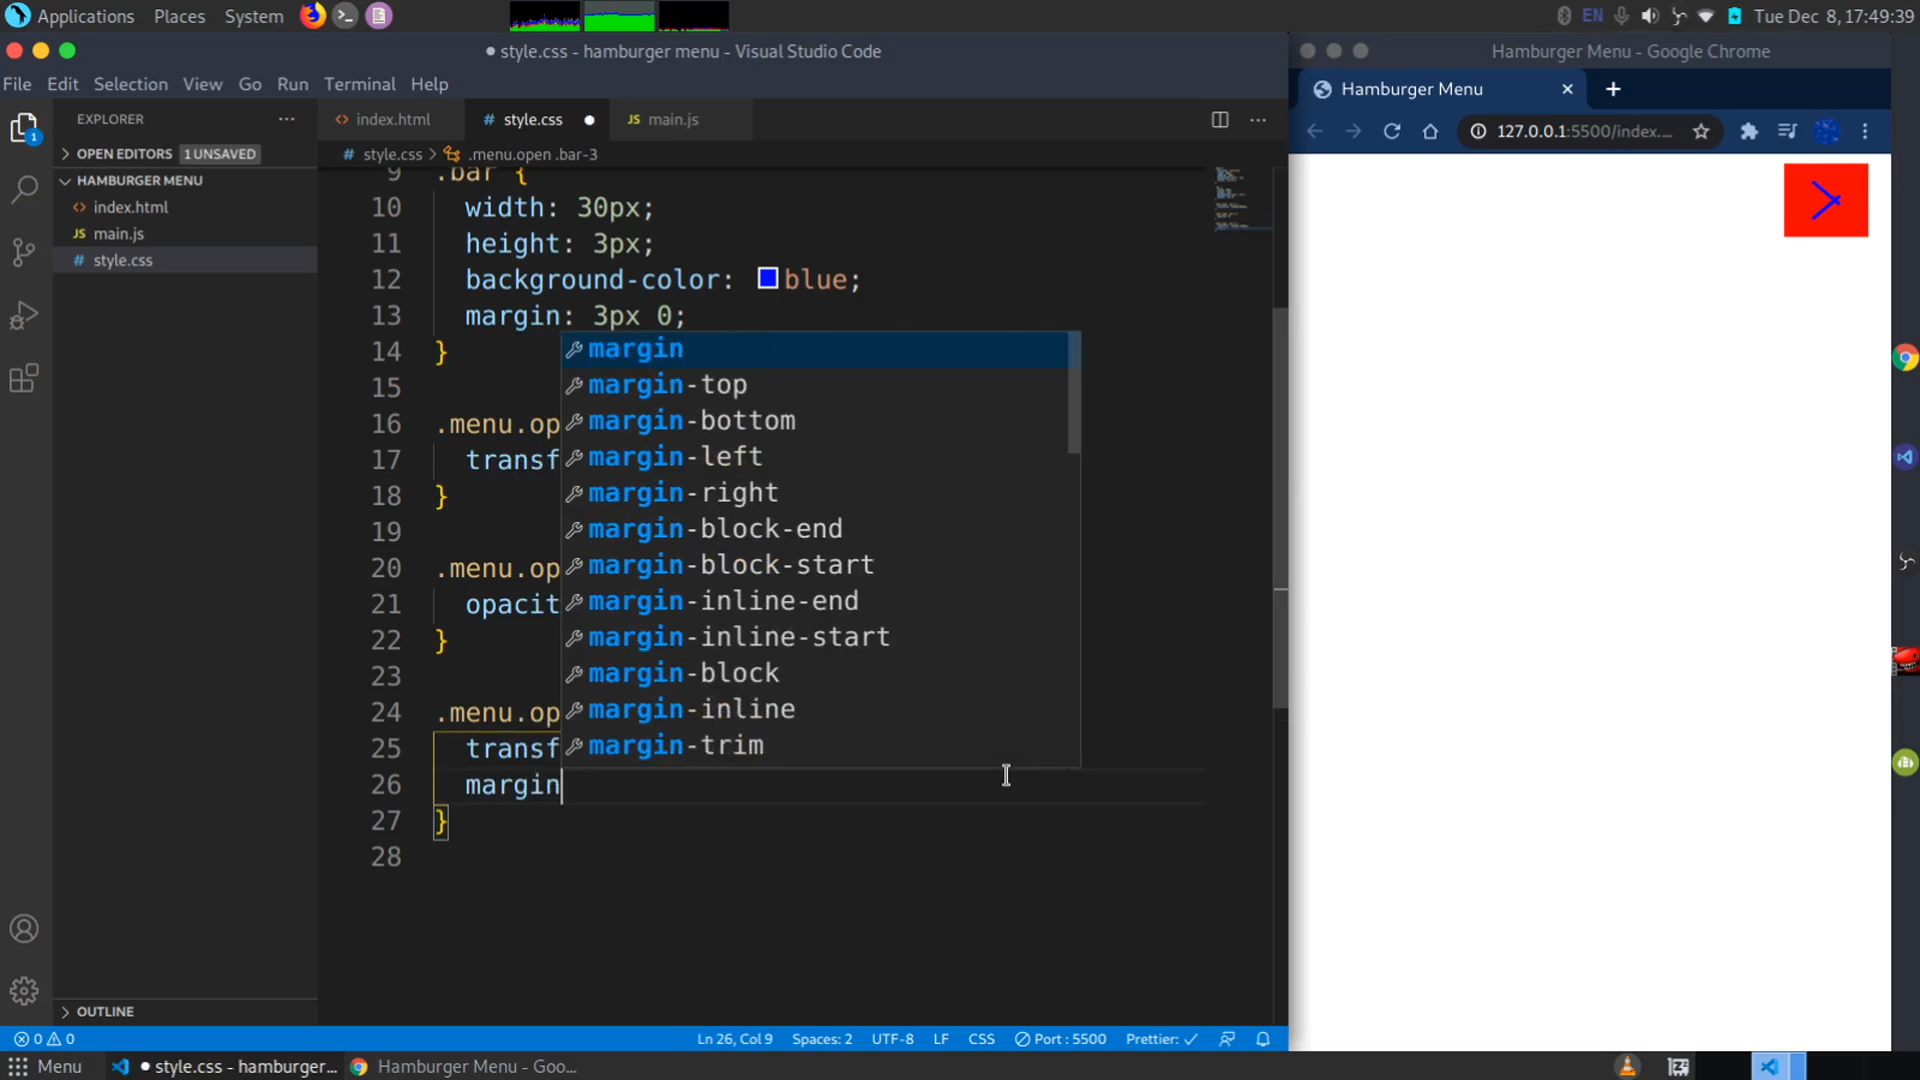 Applications Places System
EN Tue Dec 8, 17:49:39
style.css - hamburger menu - Visual Studio Code
Hamburger Menu - Google Chrome
File Edit Selection View Go Run Terminal Help
Hamburger Menu
EXPLORER
index.html
style.css
JS main.js
127.0.0.1:5500/index....
1
OPEN EDITORS 1 UNSAVED
# style.css > .menu.open .bar-3
HAMBURGER MENU
<> index.html
JS main.js
# style.css
9 .bar {
10 width: 30px;
11 height: 3px;
12 background-color: blue;
13 margin: 3px 0;
14 }
15
16 .menu.op
17 transf
18 }
19
20 .menu.op
21 opacit
22 }
23
24 .menu.op
25 transf
26 margin
27 }
28
margin
margin-top
margin-bottom
margin-left
margin-right
margin-block-end
margin-block-start
margin-inline-end
margin-inline-start
margin-block
margin-inline
margin-trim
OUTLINE
0 0
Ln 26, Col 9 Spaces: 2 UTF-8 LF CSS Port : 5500 Prettier: ✓
Menu
style.css - hamburger...
Hamburger Menu - Goo...